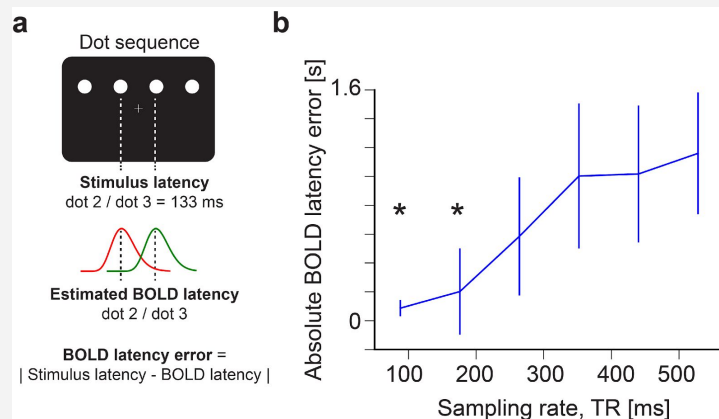 a
Dot sequence
Stimulus latency
dot 2 / dot 3 = 133 ms
Estimated BOLD latency
dot 2 / dot 3
BOLD latency error =
| Stimulus latency - BOLD latency |
b
Absolute BOLD latency error [s]
1.6
0
* *
100 200 300 400 500
Sampling rate, TR [ms]